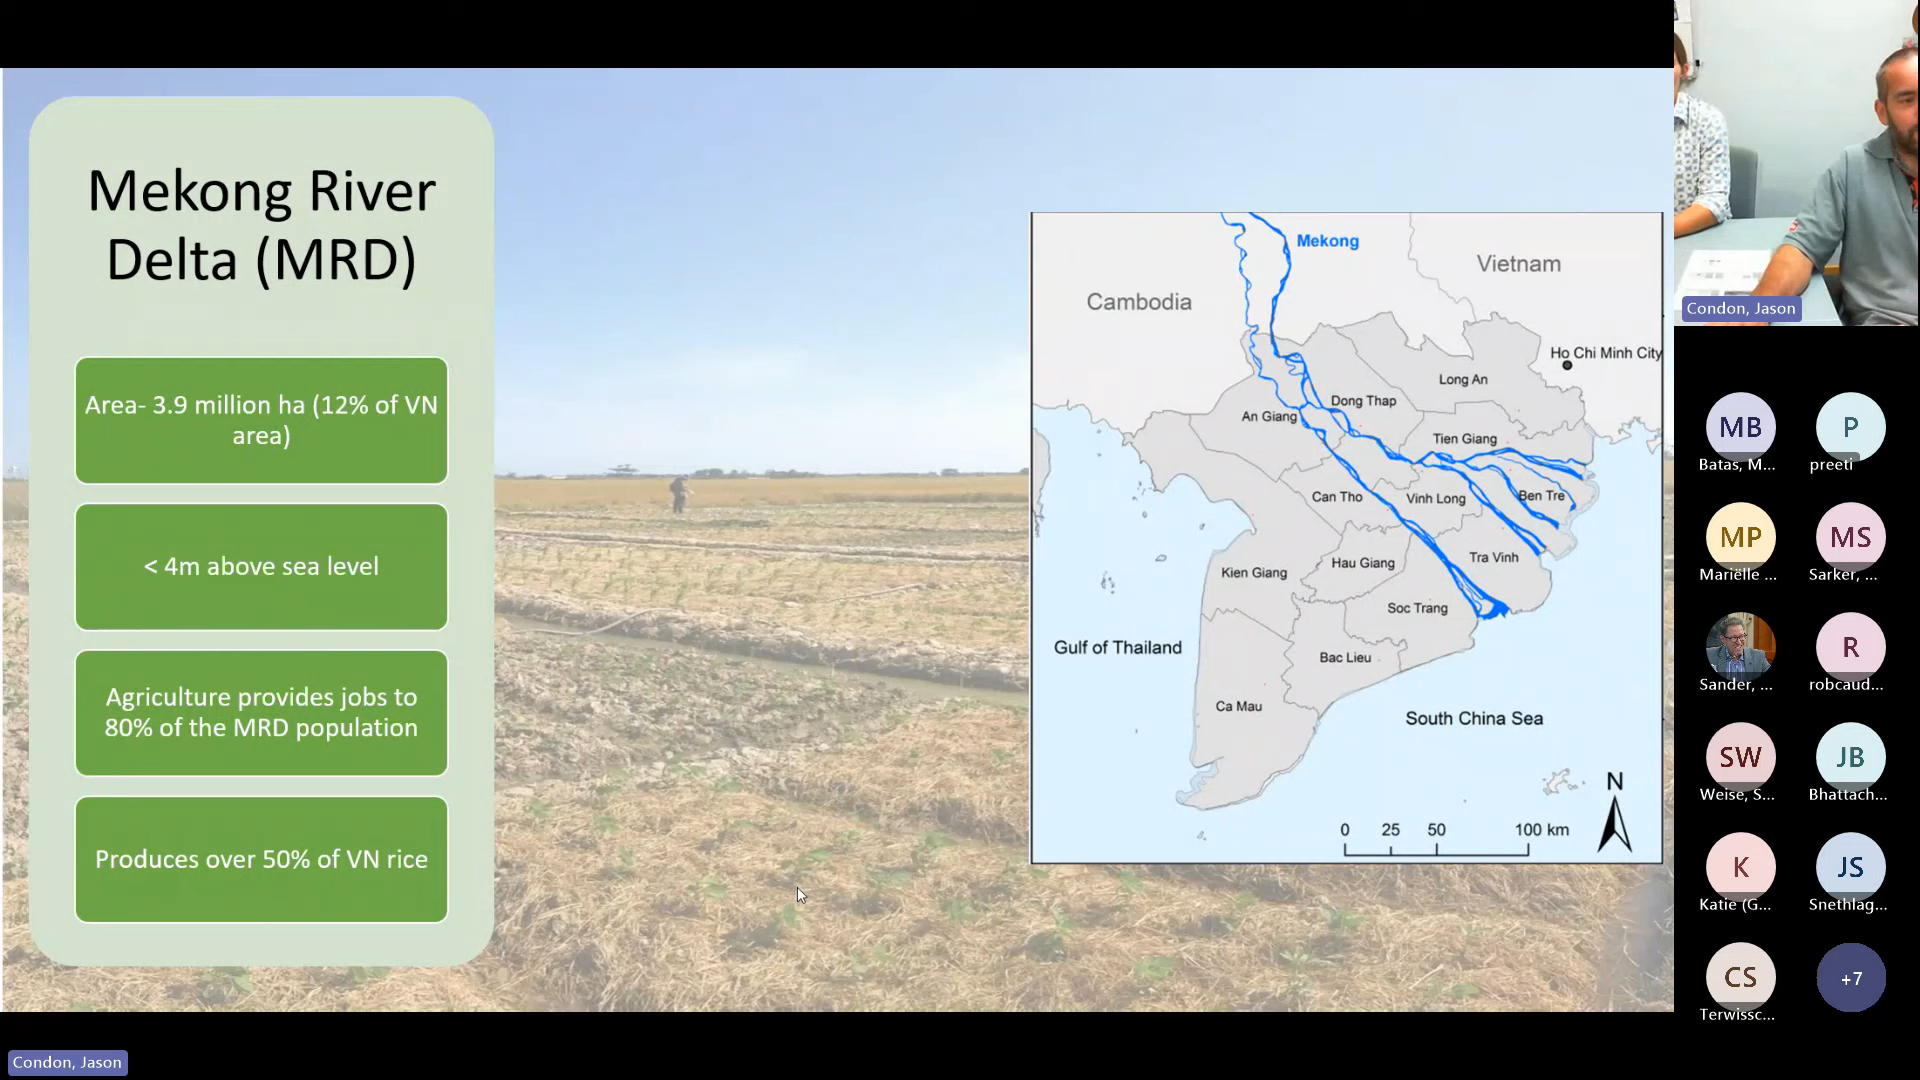 Mekong River
Delta (MRD)
Area- 3.9 million ha (12% of VN
area)
< 4m above sea level
Agriculture provides jobs to
80% of the MRD population
Produces over 50% of VN rice
Mekong
Vietnam
Cambodia
Ho Chi Minh City
Long An
Dong Thap
An Giang
Tien Giang
Can Tho
Vinh Long
Ben Tre
Tra Vinh
Hau Giang
Kien Giang
Soc Trang
Gulf of Thailand
Bac Lieu
Ca Mau
South China Sea
N
0 25 50 100 km
Condon, Jason
MB
Batas, M...
P
preeti
MP
Mariëlle ...
MS
Sarker, ...
Sander, ...
R
robcaud...
SW
Weise, S...
JB
Bhattach...
K
Katie (G...
JS
Snethlag...
CS
Terwissc...
+7
Condon, Jason